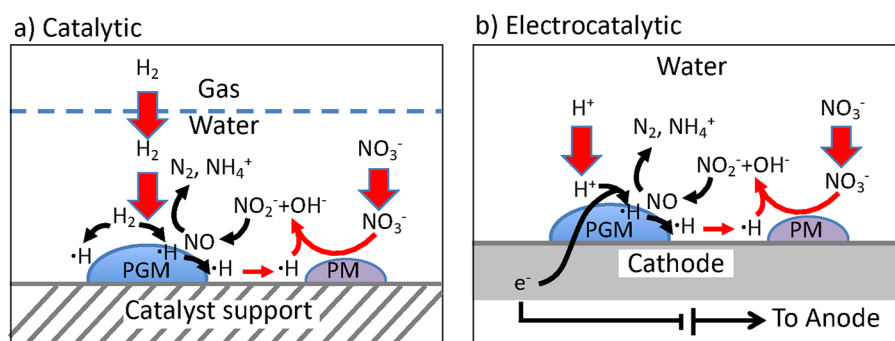 a) Catalytic
H₂
Gas
Water
H₂
N₂, NH₄⁺
NO₃⁻
H₂
NO
NO₂⁻+OH⁻
NO₃⁻
·H
·H
PGM
·H
·H
PM
Catalyst support
b) Electrocatalytic
Water
H⁺
N₂, NH₄⁺
NO₃⁻
H⁺
NO₂⁻+OH⁻
NO₃⁻
·H
NO
PGM
·H
·H
PM
Cathode
e⁻
To Anode